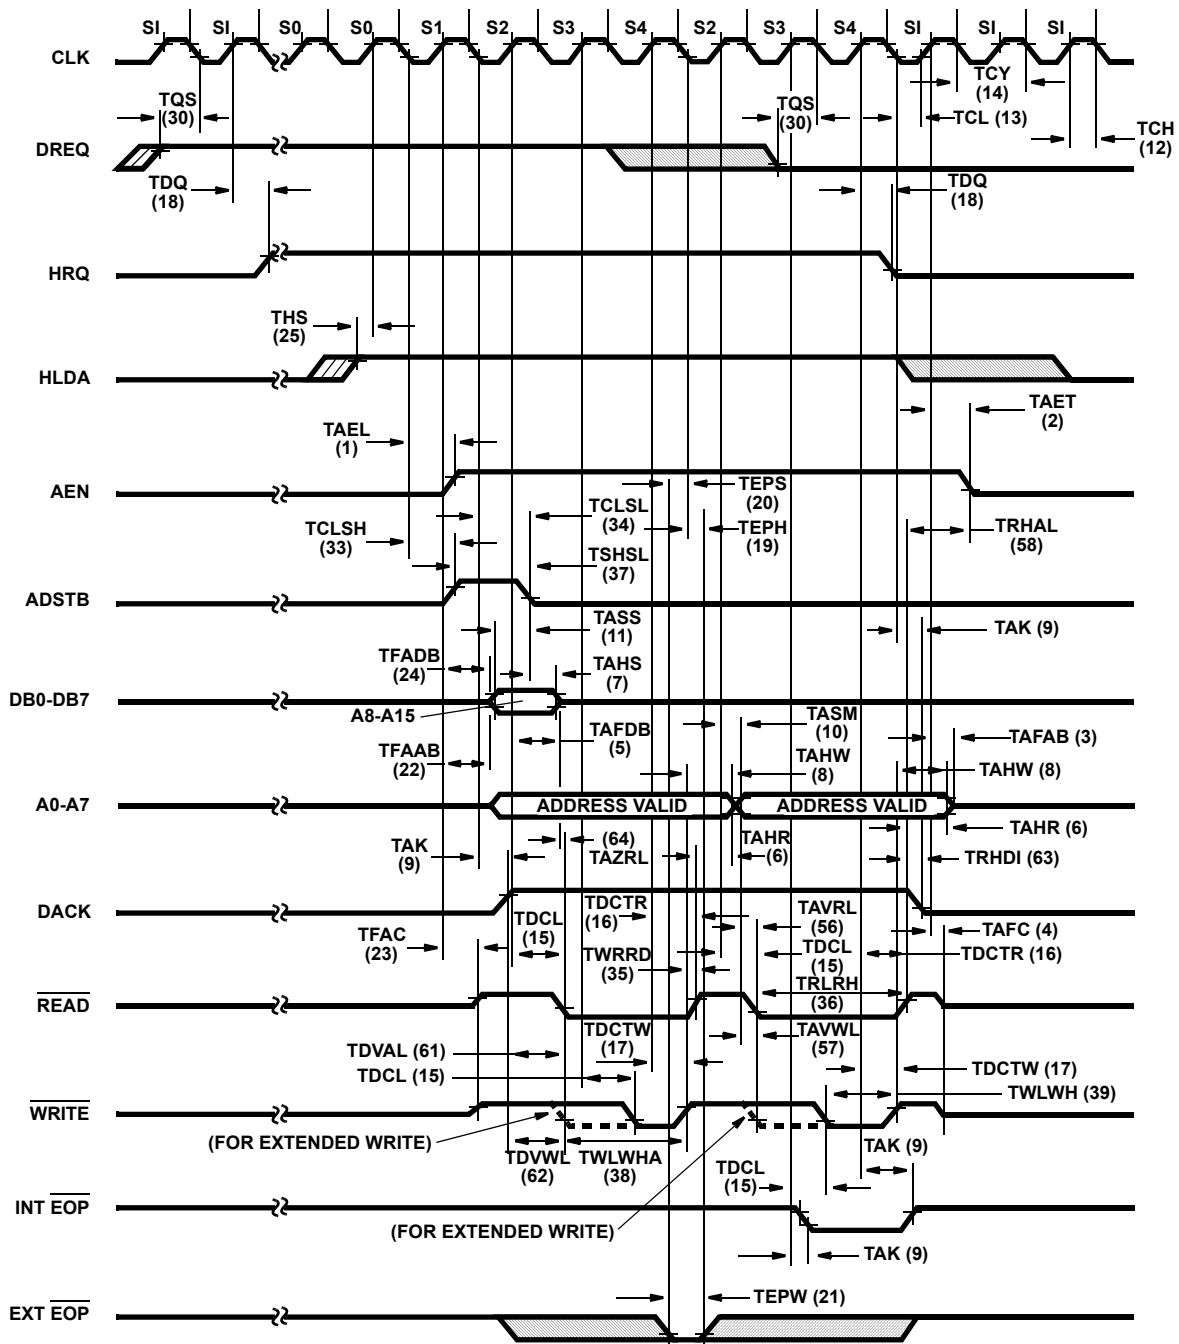 SI SI S0 S0 S1 S2 S3 S4 S2 S3 S4 SI SI SI
CLK
TCY
(14)
TQS
(30)
TQS
(30)
TCL (13)
TCH
(12)
DREQ
TDQ
(18)
TDQ
(18)
HRQ
THS
(25)
HLDA
TAET
(2)
TAEL
(1)
AEN
TEPS
(20)
TCLSL
(34)
TEPH
(19)
TCLSH
(33)
TRHAL
(58)
TSHSL
(37)
ADSTB
TASS
(11)
TAK (9)
TFADB
(24)
TAHS
(7)
DB0-DB7
A8-A15
TASM
(10)
TAFDB
(5)
TAFAB (3)
TFAAB
(22)
TAHW
(8)
TAHW (8)
A0-A7
ADDRESS VALID
ADDRESS VALID
TAHR (6)
(64)
TAZRL
TAHR
(6)
TAK
(9)
TRHDI (63)
DACK
TDCTR
(16)
TAVRL
(56)
TDCL
(15)
TAFC (4)
TFAC
(23)
TWRRD
(35)
TDCL
(15)
TDCTR (16)
TRLRH
(36)
READ
TDCTW
(17)
TAVWL
(57)
TDVAL (61)
TDCL (15)
TDCTW (17)
TWLWH (39)
WRITE
(FOR EXTENDED WRITE)
TAK (9)
TDVWL
(62)
TWLWHA
(38)
TDCL
(15)
INT EOP
(FOR EXTENDED WRITE)
TAK (9)
TEPW (21)
EXT EOP